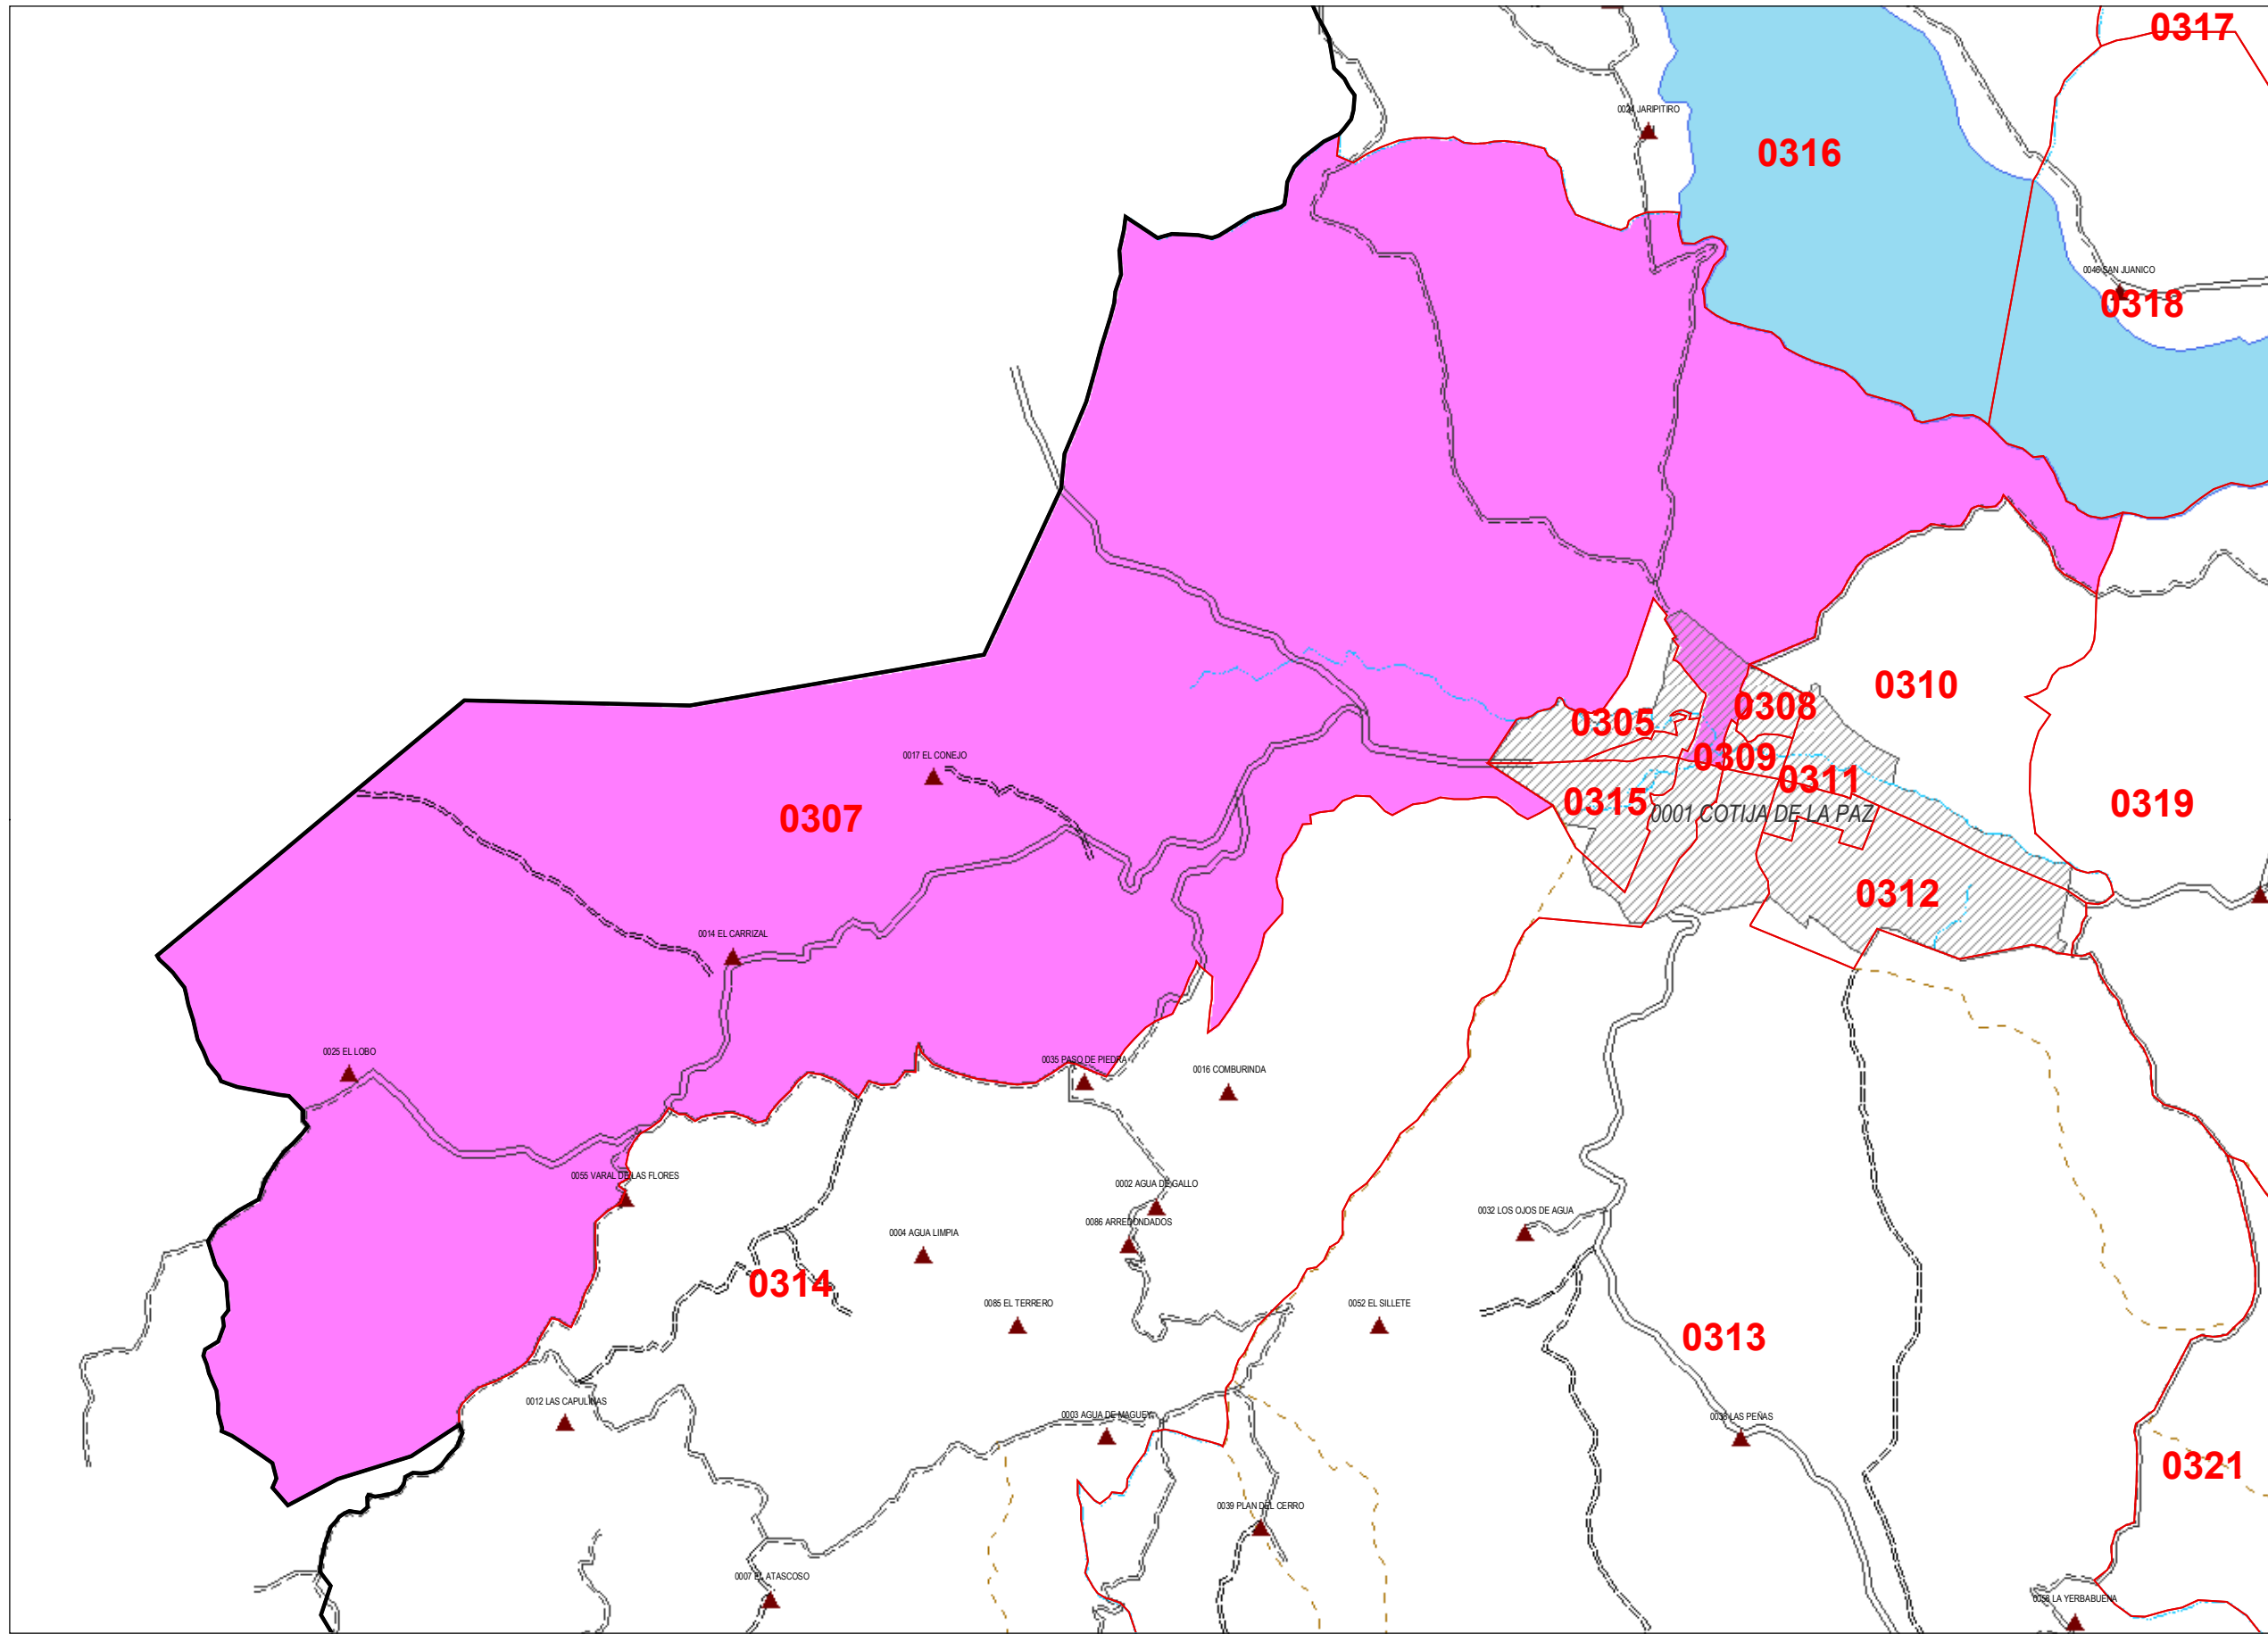 0317
0024 JARIPITIRO
0316
0046 SAN JUANICO
0318
0310
0308
0305
0309
0311
0017 EL CONEJO
0307
0315
0001 COTIJA DE LA PAZ
0319
0312
0014 EL CARRIZAL
0025 EL LOBO
0035 PASO DE PIEDRA
0016 COMBURINDA
0055 VARAL DE LAS FLORES
0002 AGUA DE GALLO
0032 LOS OJOS DE AGUA
0086 ARREDONDADOS
0004 AGUA LIMPIA
0314
0085 EL TERRERO
0052 EL SILLETE
0313
0012 LAS CAPULINAS
0003 AGUA DE MAGUEY
LAS PEÑAS
0321
0039 PLAN DEL CERRO
0007 EL ATASCOSO
LA YERBABUENA